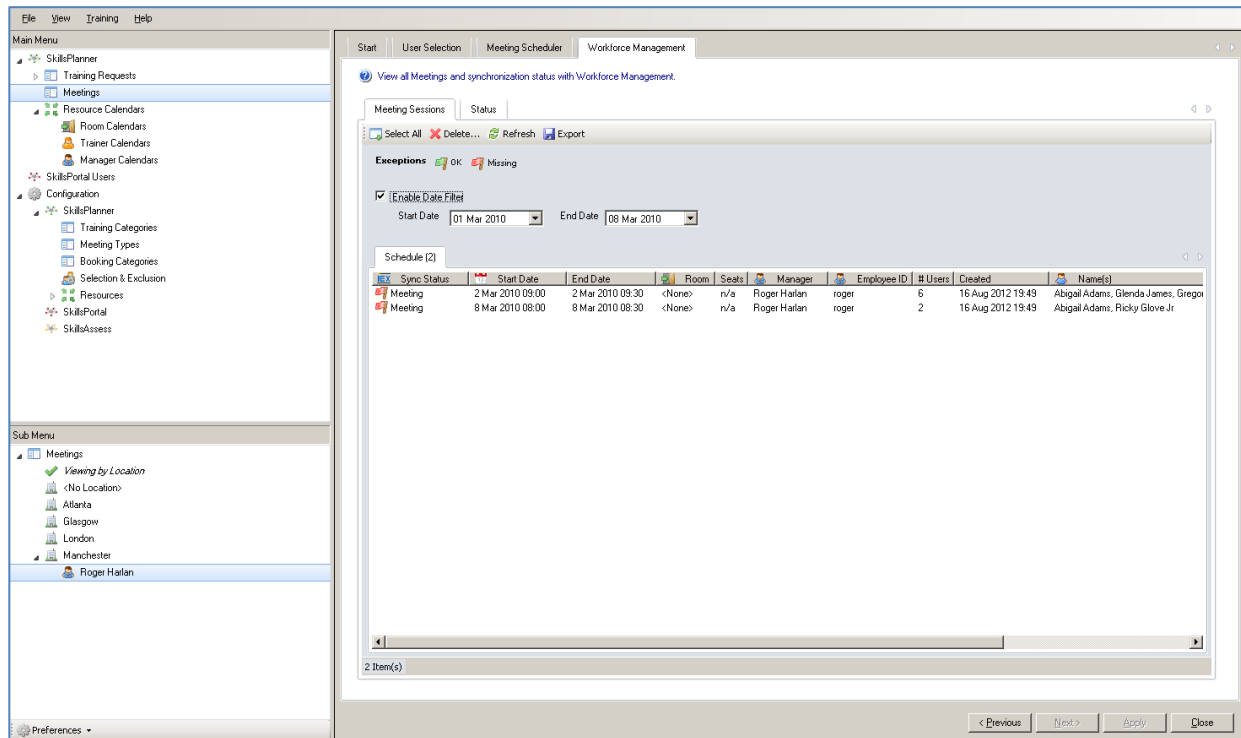 File View Training Help
Main Menu
SkillsPlanner
Training Requests
Meetings
Resource Calendars
Room Calendars
Trainer Calendars
Manager Calendars
SkillsPortal Users
Configuration
SkillsPlanner
Training Categories
Meeting Types
Booking Categories
Selection & Exclusion
Resources
SkillsPortal
SkillsAssess
Sub Menu
Meetings
Viewing by Location
<No Location>
Atlanta
Glasgow
London
Manchester
Roger Harlan
Preferences
Start User Selection Meeting Scheduler Workforce Management
View all Meetings and synchronization status with Workforce Management.
Meeting Sessions Status
Select All Delete... Refresh Export
Exceptions OK Missing
Enable Date Filter
Start Date 01 Mar 2010 End Date 08 Mar 2010
Schedule (2)
IEX Sync Status Start Date End Date Room Seats Manager Employee ID # Users Created Name(s)
Meeting 2 Mar 2010 09:00 2 Mar 2010 09:30 <None> n/a Roger Harlan roger 6 16 Aug 2012 19:49 Abigail Adams, Glenda James, Gregor
Meeting 8 Mar 2010 08:00 8 Mar 2010 08:30 <None> n/a Roger Harlan roger 2 16 Aug 2012 19:49 Abigail Adams, Ricky Glove Jr
2 Item(s)
< Previous Next > Apply Close